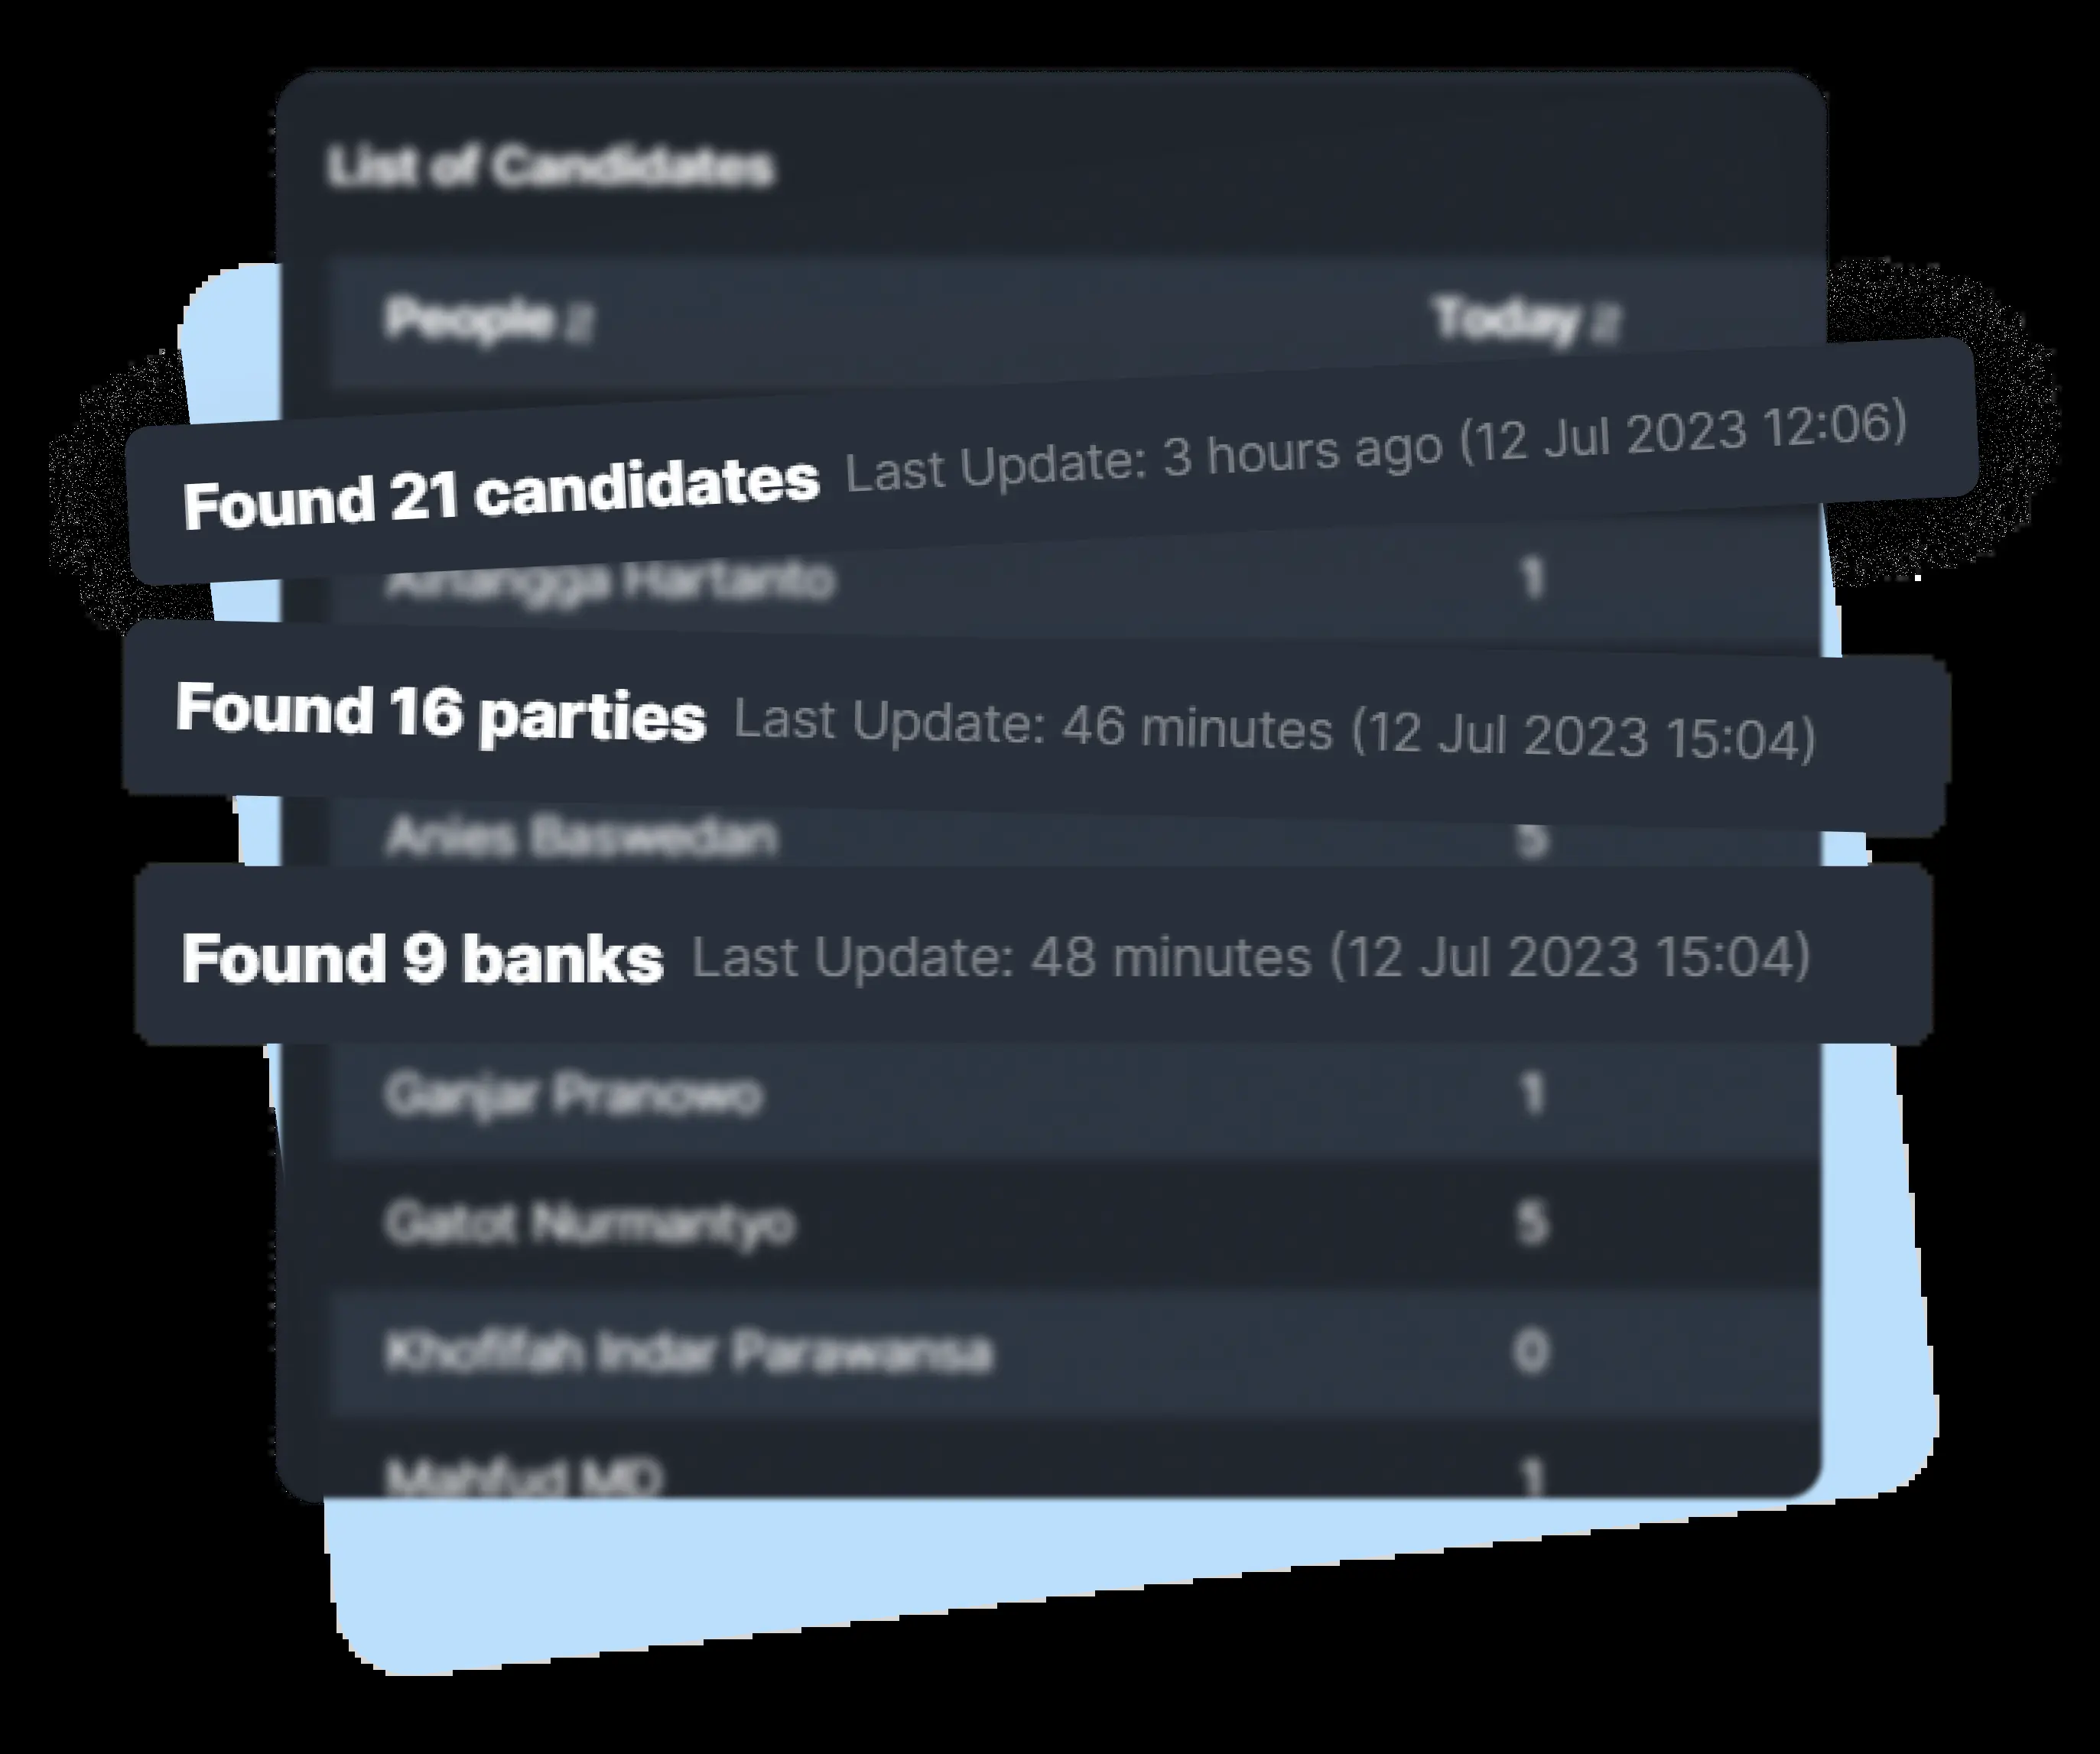 List of Candidates
People Today
Found 21 candidates Last Update: 3 hours ago (12 Jul 2023 12:06)
Airlangga Hartanto 1
Found 16 parties Last Update: 46 minutes (12 Jul 2023 15:04)
Anies Baswedan 5
Found 9 banks Last Update: 48 minutes (12 Jul 2023 15:04)
Ganjar Pranowo 1
Gatot Nurmantyo 5
Khofifah Indar Parawansa 0
Mahfud MD 1